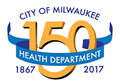 CITY OF MILWAUKEE
150
HEALTH DEPARTMENT
1867 2017